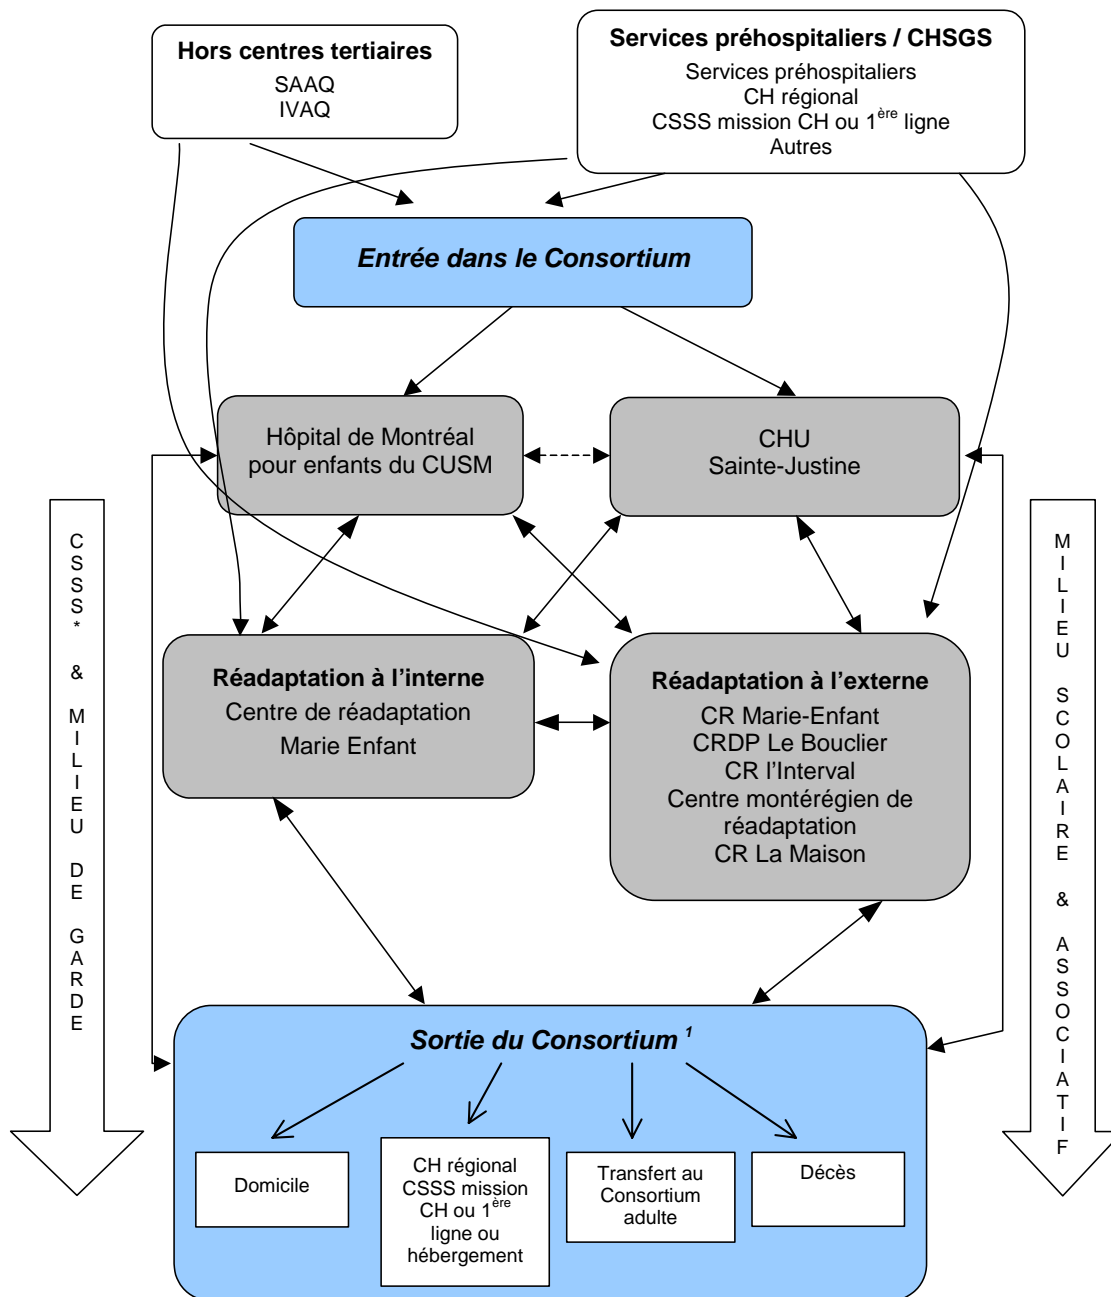 Hors centres tertiaires
SAAQ
IVAQ
Services préhospitaliers / CHSGS
Services préhospitaliers
CH régional
CSSS mission CH ou 1ère ligne
Autres
Entrée dans le Consortium
Hôpital de Montréal
pour enfants du CUSM
CHU
Sainte-Justine
CSSS* & MILIEU DE GARDE
MILIEU SCOLAIRE & ASSOCIATIF
Réadaptation à l'interne
Centre de réadaptation
Marie Enfant
Réadaptation à l'externe
CR Marie-Enfant
CRDP Le Bouclier
CR l'Interval
Centre montérégien de
réadaptation
CR La Maison
Sortie du Consortium 1
Domicile
CH régional
CSSS mission
CH ou 1ère
ligne ou
hébergement
Transfert au
Consortium
adulte
Décès